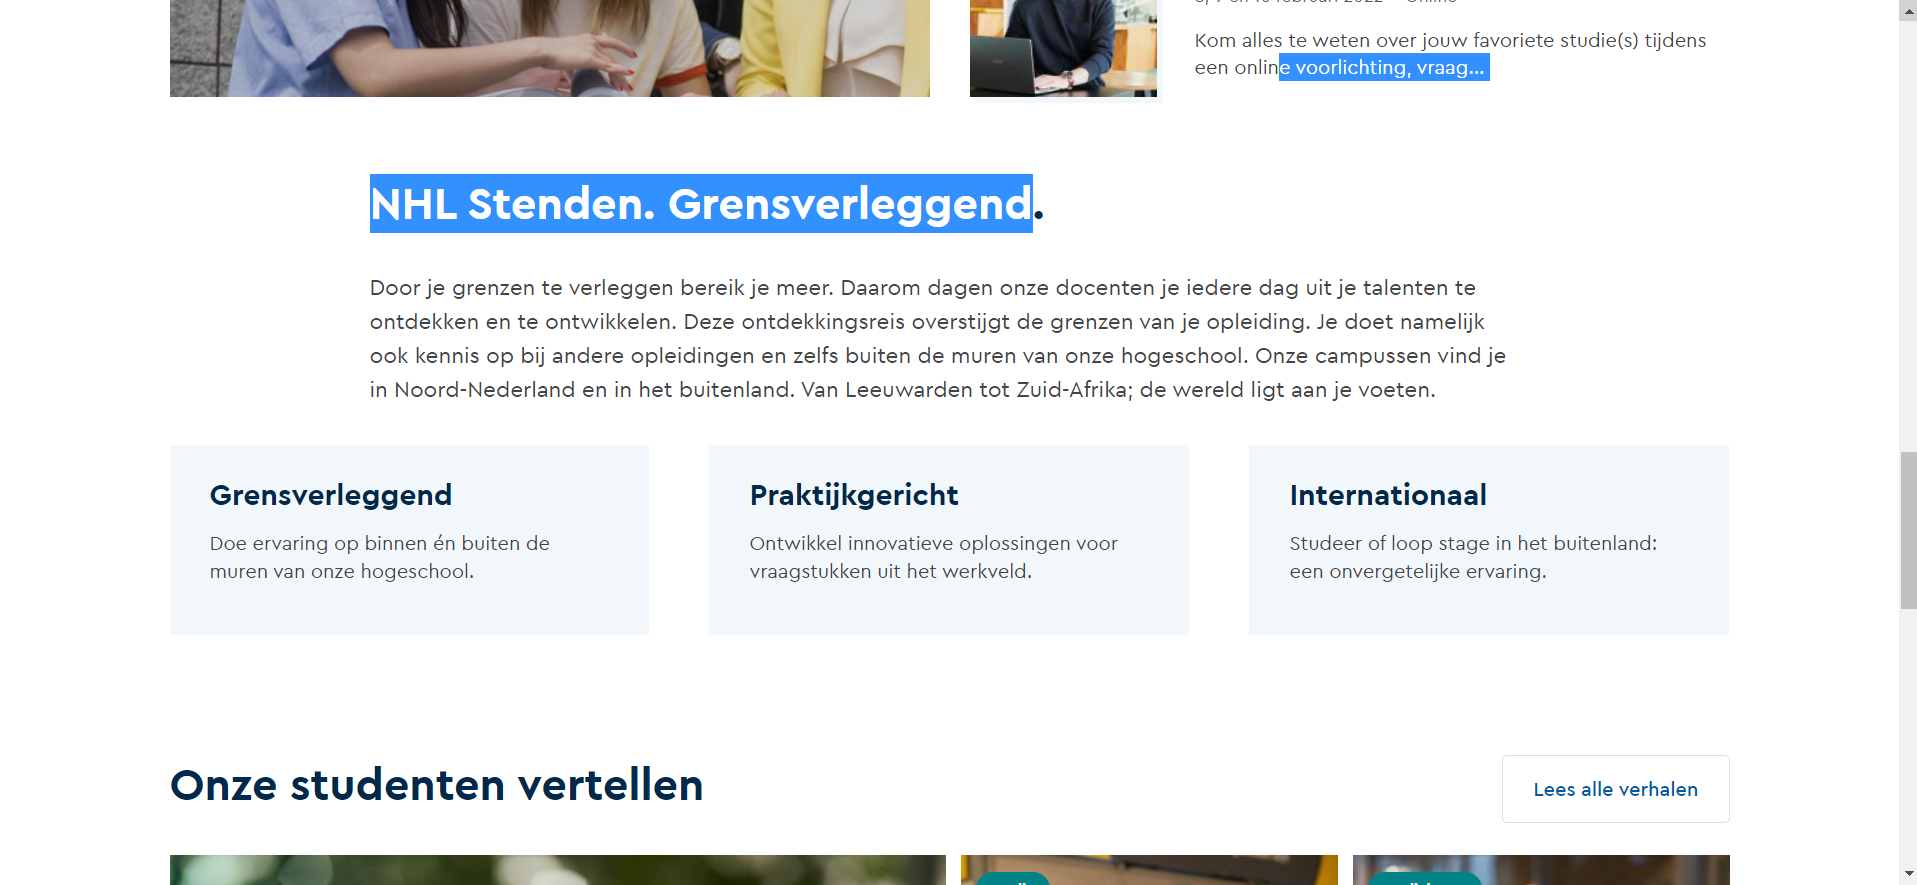 Kom alles te weten over jouw favoriete studie(s) tijdens
een online voorlichting, vraag...
NHL Stenden. Grensverleggend.
Door je grenzen te verleggen bereik je meer. Daarom dagen onze docenten je iedere dag uit je talenten te
ontdekken en te ontwikkelen. Deze ontdekkingsreis overstijgt de grenzen van je opleiding. Je doet namelijk
ook kennis op bij andere opleidingen en zelfs buiten de muren van onze hogeschool. Onze campussen vind je
in Noord-Nederland en in het buitenland. Van Leeuwarden tot Zuid-Afrika; de wereld ligt aan je voeten.
Grensverleggend
Doe ervaring op binnen én buiten de
muren van onze hogeschool.
Praktijkgericht
Ontwikkel innovatieve oplossingen voor
vraagstukken uit het werkveld.
Internationaal
Studeer of loop stage in het buitenland:
een onvergetelijke ervaring.
Onze studenten vertellen
Lees alle verhalen